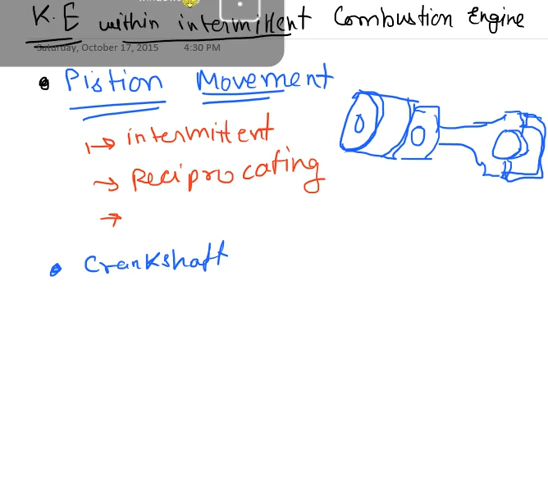 K.E within intermittent Combustion Engine
Saturday, October 17, 2015 4:30 PM
Pistion Movement
intermittent
Reciprocating
Crankshaft